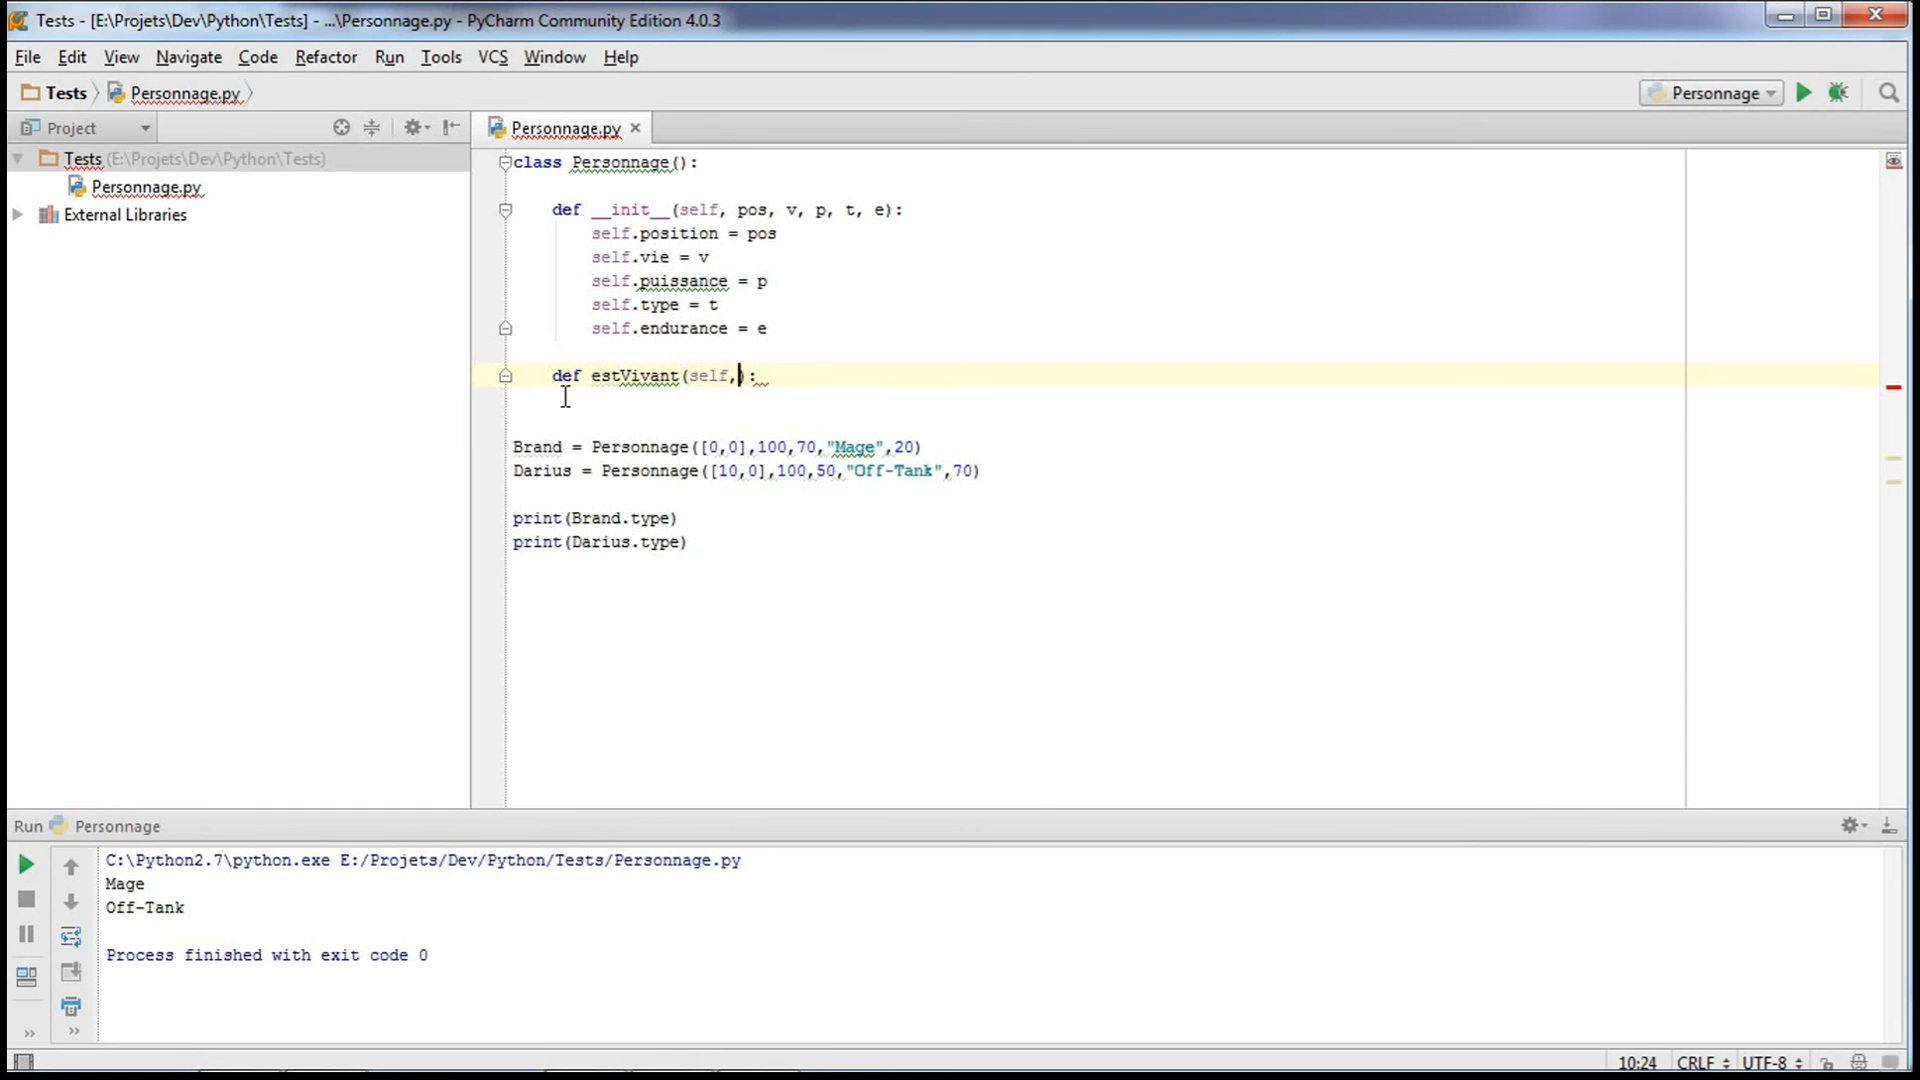 Tests - [E:\Projets\Dev\Python\Tests] - ...\Personnage.py - PyCharm Community Edition 4.0.3
File Edit View Navigate Code Refactor Run Tools VCS Window Help
Tests Personnage.py Personnage
Project Personnage.py
Tests (E:\Projets\Dev\Python\Tests)
Personnage.py
External Libraries
class Personnage():
def __init__(self, pos, v, p, t, e):
self.position = pos
self.vie = v
self.puissance = p
self.type = t
self.endurance = e
def estVivant(self,):
Brand = Personnage([0,0],100,70,"Mage",20)
Darius = Personnage([10,0],100,50,"Off-Tank",70)
print(Brand.type)
print(Darius.type)
Run Personnage
C:\Python2.7\python.exe E:/Projets/Dev/Python/Tests/Personnage.py
Mage
Off-Tank
Process finished with exit code 0
10:24 CRLF UTF-8